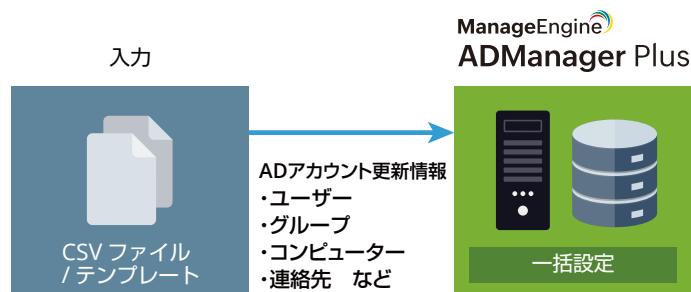 入力
ManageEngine
ADManager Plus
CSV ファイル
/ テンプレート
ADアカウント更新情報
・ユーザー
・グループ
・コンピューター
・連絡先　など
一括設定